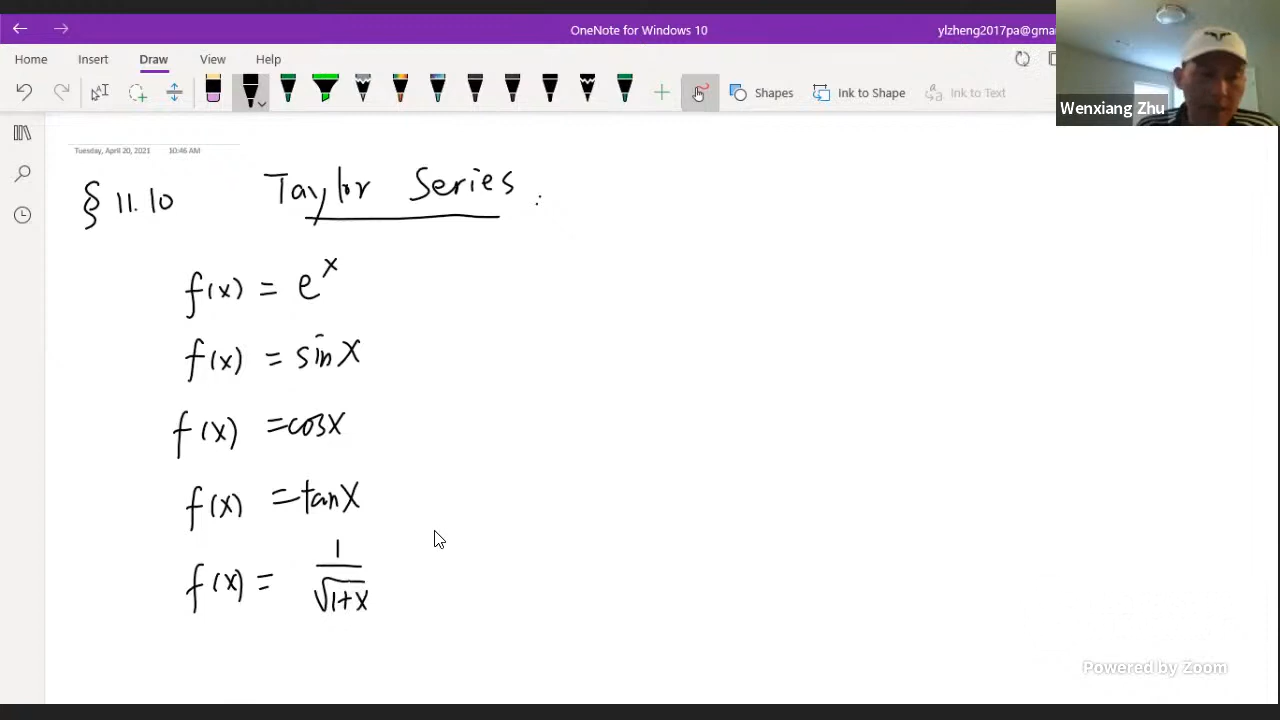 OneNote for Windows 10
ylzheng2017pa@gma
Home Insert Draw View Help
Shapes Ink to Shape Ink to Text
Wenxiang Zhu
Tuesday, April 20, 2021 10:46 AM
§ 11.10 Taylor Series :
f(x) = e^x
f(x) = sin x
f(x) = cos x
f(x) = tan x
f(x) = 1/√(1+x)
Powered by Zoom